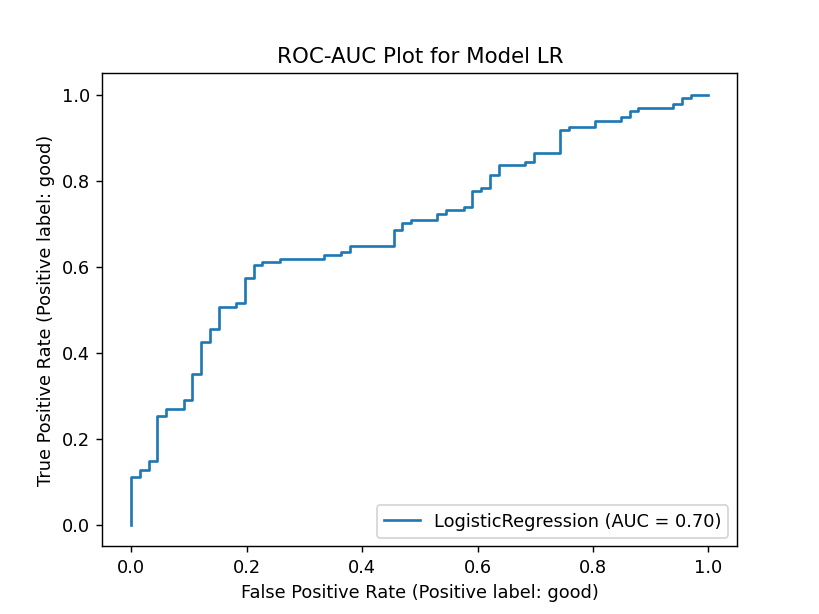 ROC-AUC Plot for Model LR
True Positive Rate (Positive label: good)
1.0
0.8
0.6
0.4
0.2
0.0
LogisticRegression (AUC = 0.70)
0.0 0.2 0.4 0.6 0.8 1.0
False Positive Rate (Positive label: good)